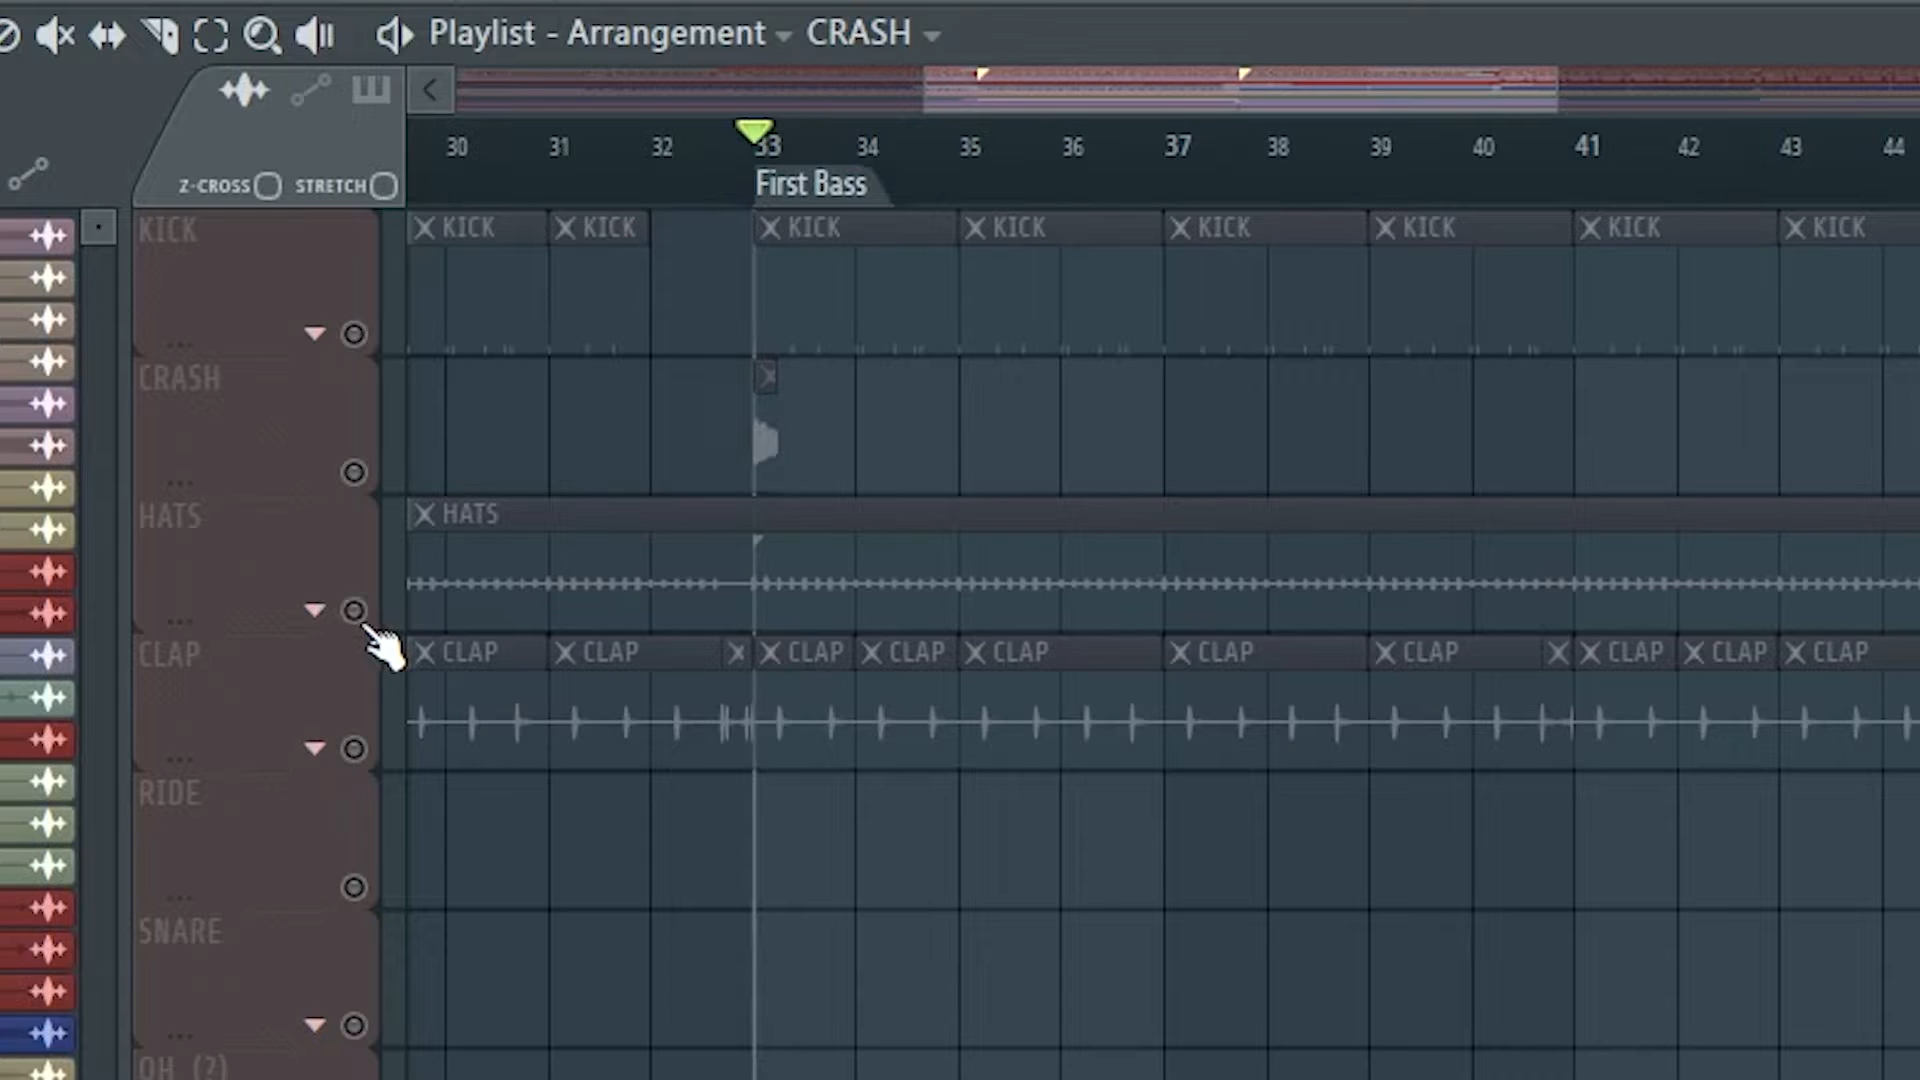 Playlist - Arrangement CRASH
Z-CROSS STRETCH
30 31 32 33 34 35 36 37 38 39 40 41 42 43 44
First Bass
KICK KICK KICK KICK KICK KICK KICK KICK KICK
CRASH
HATS HATS
CLAP CLAP CLAP CLAP CLAP CLAP CLAP CLAP CLAP CLAP CLAP
RIDE
SNARE
OH (?)